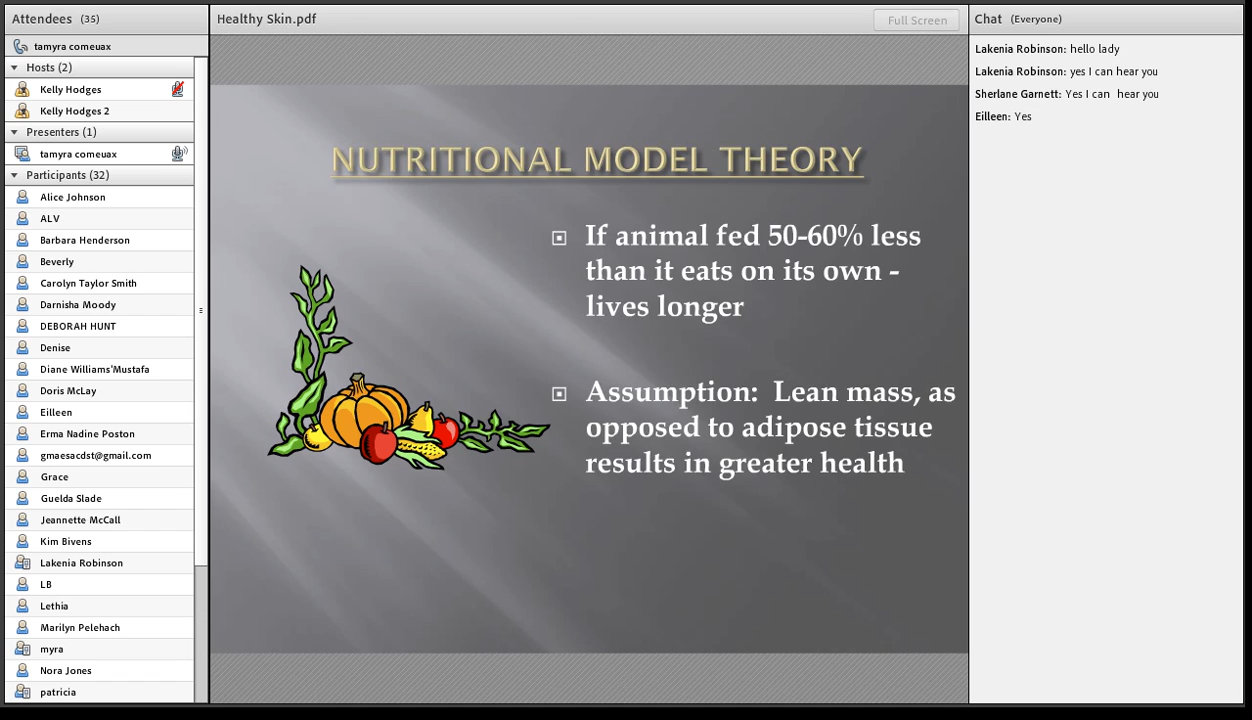 Attendees (35)
tamyra comeuax
Hosts (2)
Kelly Hodges
Kelly Hodges 2
Presenters (1)
tamyra comeuax
Participants (32)
Alice Johnson
ALV
Barbara Henderson
Beverly
Carolyn Taylor Smith
Darnisha Moody
DEBORAH HUNT
Denise
Diane Williams'Mustafa
Doris McLay
Eilleen
Erma Nadine Poston
gmaesacdst@gmail.com
Grace
Guelda Slade
Jeannette McCall
Kim Bivens
Lakenia Robinson
LB
Lethia
Marilyn Pelehach
myra
Nora Jones
patricia
Healthy Skin.pdf
Full Screen
NUTRITIONAL MODEL THEORY
If animal fed 50-60% less
than it eats on its own -
lives longer
Assumption: Lean mass, as
opposed to adipose tissue
results in greater health
Chat (Everyone)
Lakenia Robinson: hello lady
Lakenia Robinson: yes I can hear you
Sherlane Garnett: Yes I can hear you
Eilleen: Yes